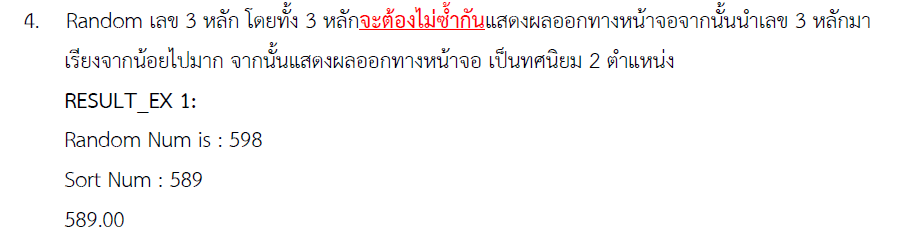 4. Random เลข 3 หลัก โดยทั้ง 3 หลักจะต้องไม่ซ้ำกันแสดงผลออกทางหน้าจอจากนั้นนำเลข 3 หลักมา
เรียงจากน้อยไปมาก จากนั้นแสดงผลออกทางหน้าจอ เป็นทศนิยม 2 ตำแหน่ง
RESULT_EX 1:
Random Num is : 598
Sort Num : 589
589.00